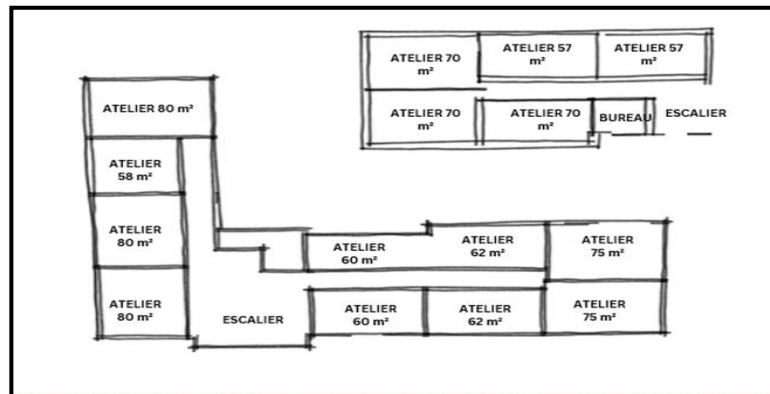 ATELIER 70
m²
ATELIER 57
m²
ATELIER 57
m²
ATELIER 70
m²
ATELIER 70
m²
BUREAU
ESCALIER
ATELIER 80 m²
ATELIER
58 m²
ATELIER
80 m²
ATELIER
80 m²
ESCALIER
ATELIER
60 m²
ATELIER
62 m²
ATELIER
75 m²
ATELIER
60 m²
ATELIER
62 m²
ATELIER
75 m²